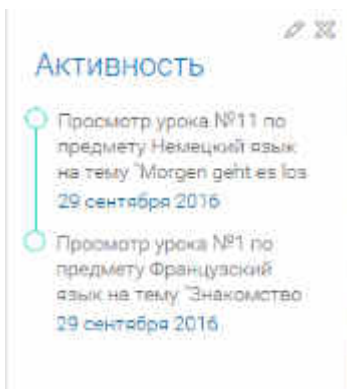 Активность
Просмотр урока №11 по
предмету Немецкий язык
на тему "Morgen geht es los
29 сентября 2016
Просмотр урока №1 по
предмету Французский
язык на тему "Знакомство
29 сентября 2016